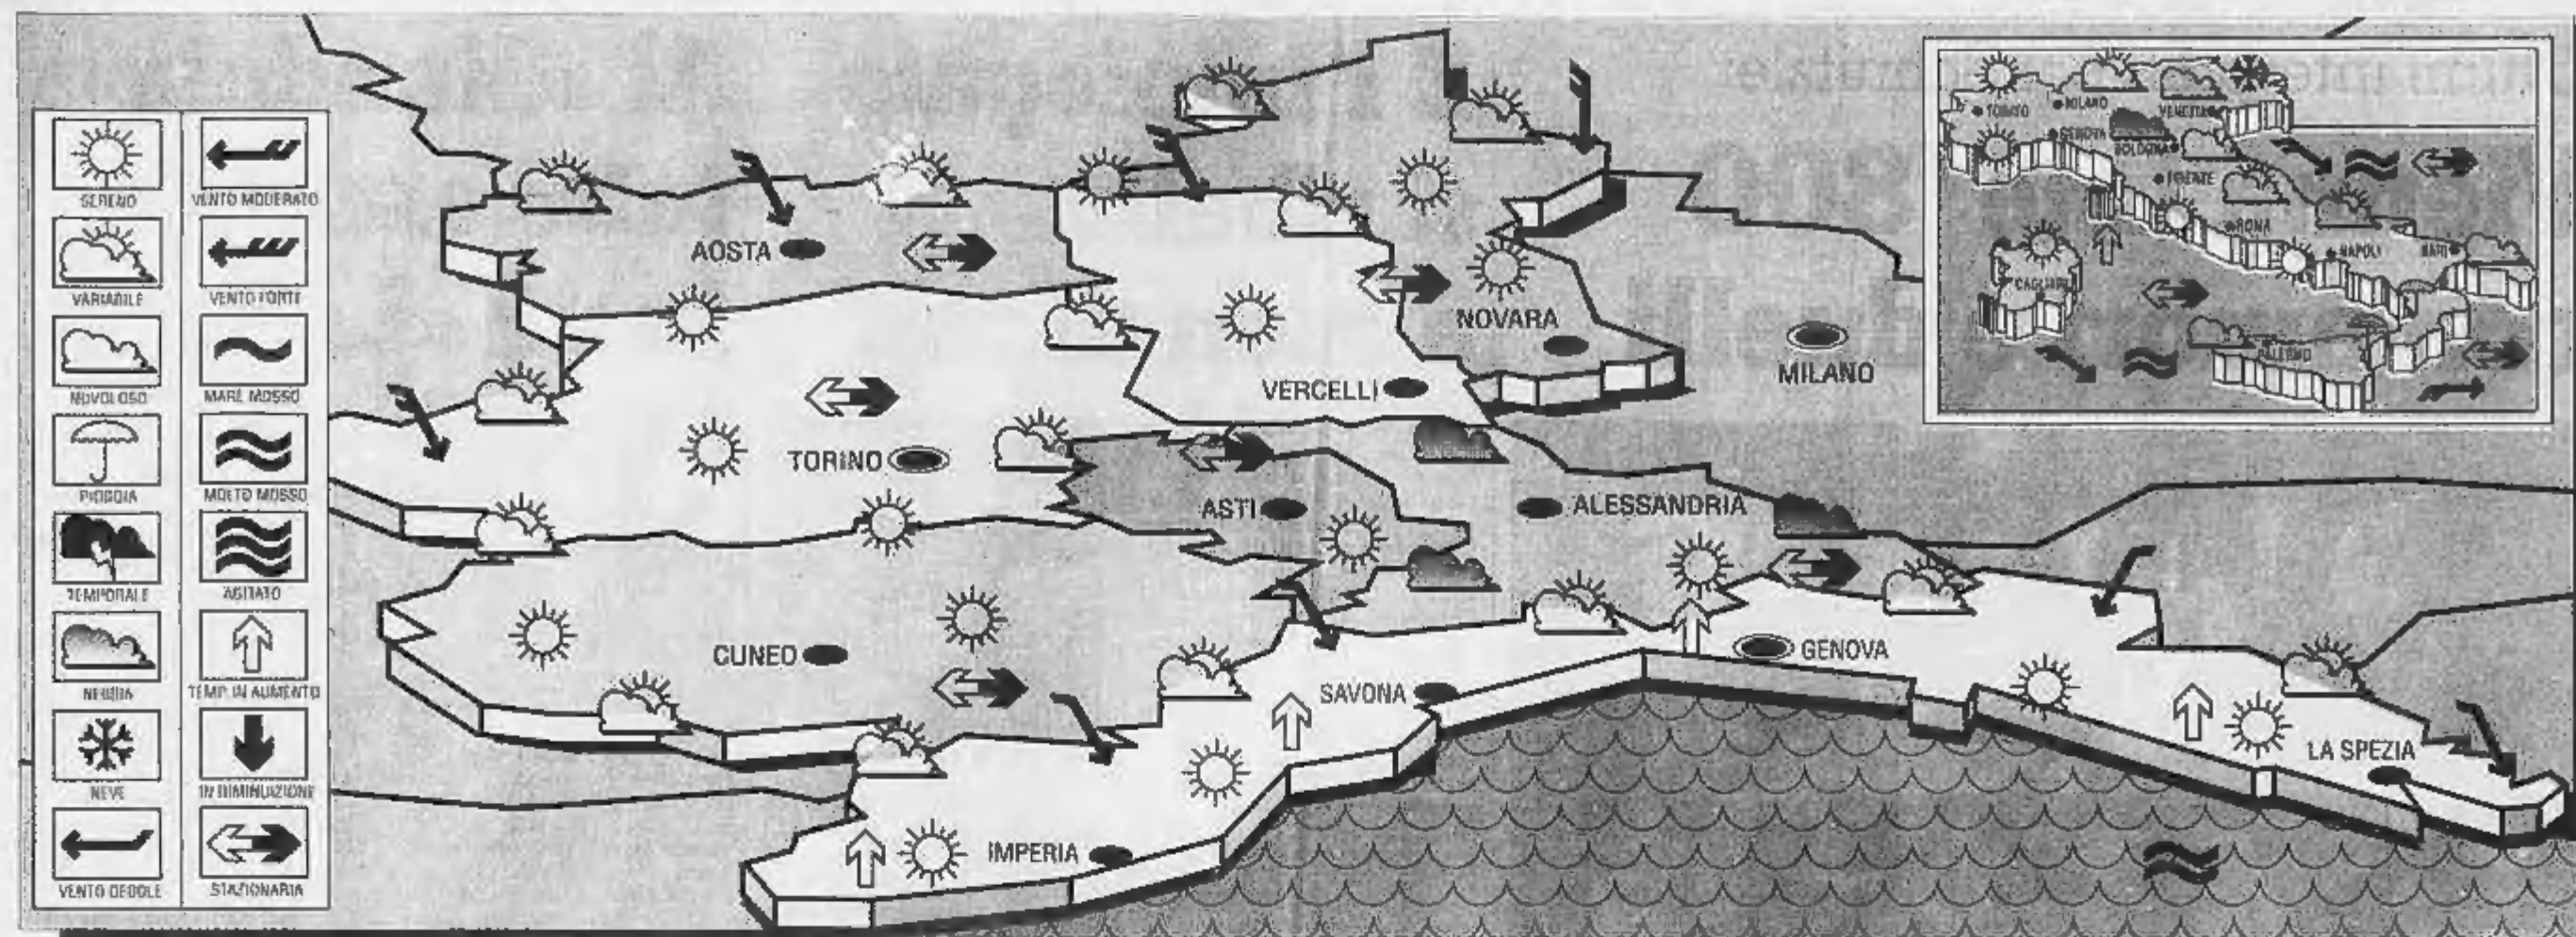 SERENO
VARIABILE
NUVOLOSO
PIOGGIA
TEMPORALE
NEBBIA
NEVE
VENTO DEBOLE
VENTO MODERATO
VENTO FORTE
MARE MOSSO
MOLTO MOSSO
AGITATO
TEMP. IN AUMENTO
IN DIMINUZIONE
STAZIONARIA
AOSTA
NOVARA
VERCELLI
MILANO
TORINO
ASTI
ALESSANDRIA
CUNEO
GENOVA
SAVONA
LA SPEZIA
IMPERIA
TORINO
MILANO
VENEZIA
GENOVA
BOLOGNA
FIRENZE
ROMA
NAPOLI
BARI
CAGLIARI
PALERMO